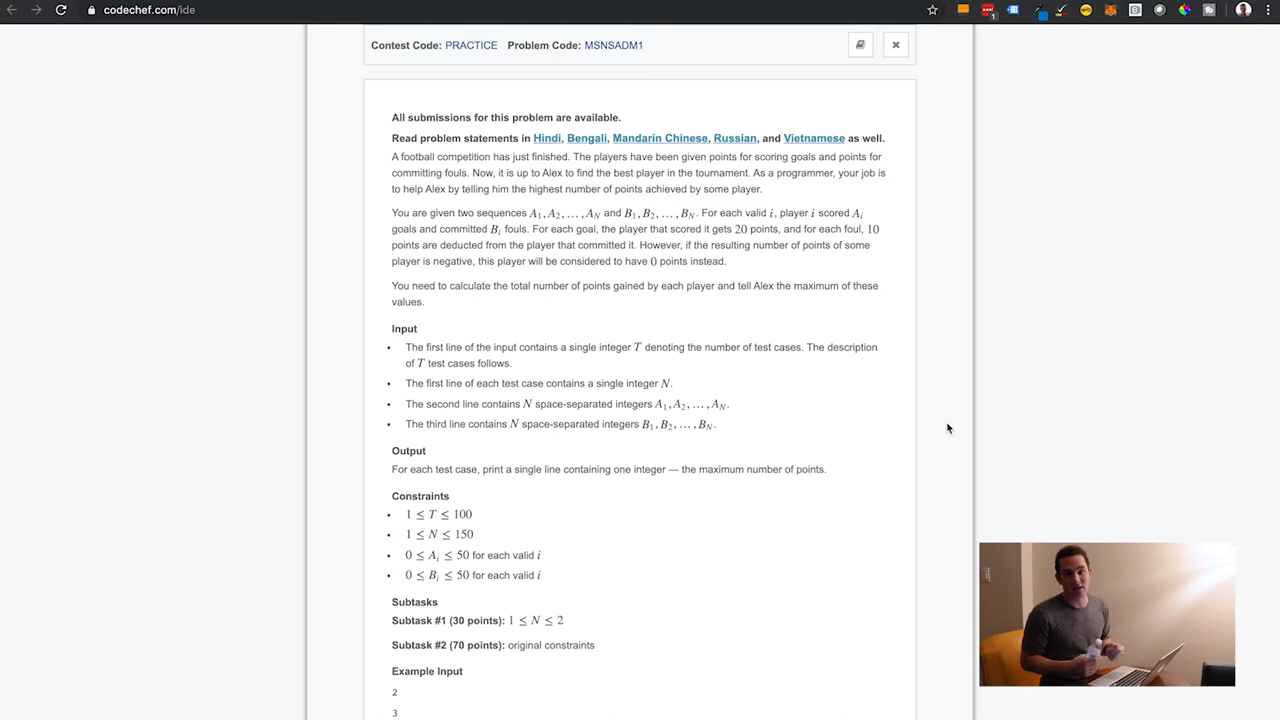 codechef.com/ide
1
Contest Code: PRACTICE Problem Code: MSNSADM1
All submissions for this problem are available.
Read problem statements in Hindi, Bengali, Mandarin Chinese, Russian, and Vietnamese as well.
A football competition has just finished. The players have been given points for scoring goals and points for
committing fouls. Now, it is up to Alex to find the best player in the tournament. As a programmer, your job is
to help Alex by telling him the highest number of points achieved by some player.
You are given two sequences A₁, A₂, …, A_N and B₁, B₂, …, B_N. For each valid i, player i scored A_i
goals and committed B_i fouls. For each goal, the player that scored it gets 20 points, and for each foul, 10
points are deducted from the player that committed it. However, if the resulting number of points of some
player is negative, this player will be considered to have 0 points instead.
You need to calculate the total number of points gained by each player and tell Alex the maximum of these
values.
Input
• The first line of the input contains a single integer T denoting the number of test cases. The description
of T test cases follows.
• The first line of each test case contains a single integer N.
• The second line contains N space-separated integers A₁, A₂, …, A_N.
• The third line contains N space-separated integers B₁, B₂, …, B_N.
Output
For each test case, print a single line containing one integer — the maximum number of points.
Constraints
• 1 ≤ T ≤ 100
• 1 ≤ N ≤ 150
• 0 ≤ A_i ≤ 50 for each valid i
• 0 ≤ B_i ≤ 50 for each valid i
Subtasks
Subtask #1 (30 points): 1 ≤ N ≤ 2
Subtask #2 (70 points): original constraints
Example Input
2
3